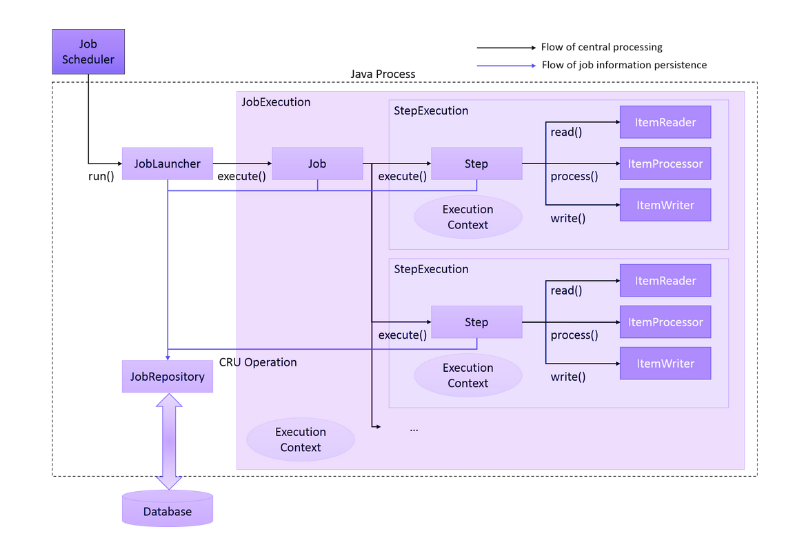 Job
Scheduler
Flow of central processing
Flow of job information persistence
Java Process
JobExecution
StepExecution
ItemReader
read()
JobLauncher
Job
Step
ItemProcessor
run()
execute()
execute()
process()
ItemWriter
write()
Execution
Context
StepExecution
ItemReader
read()
Step
ItemProcessor
execute()
process()
ItemWriter
write()
CRU Operation
JobRepository
Execution
Context
Execution
Context
...
Database